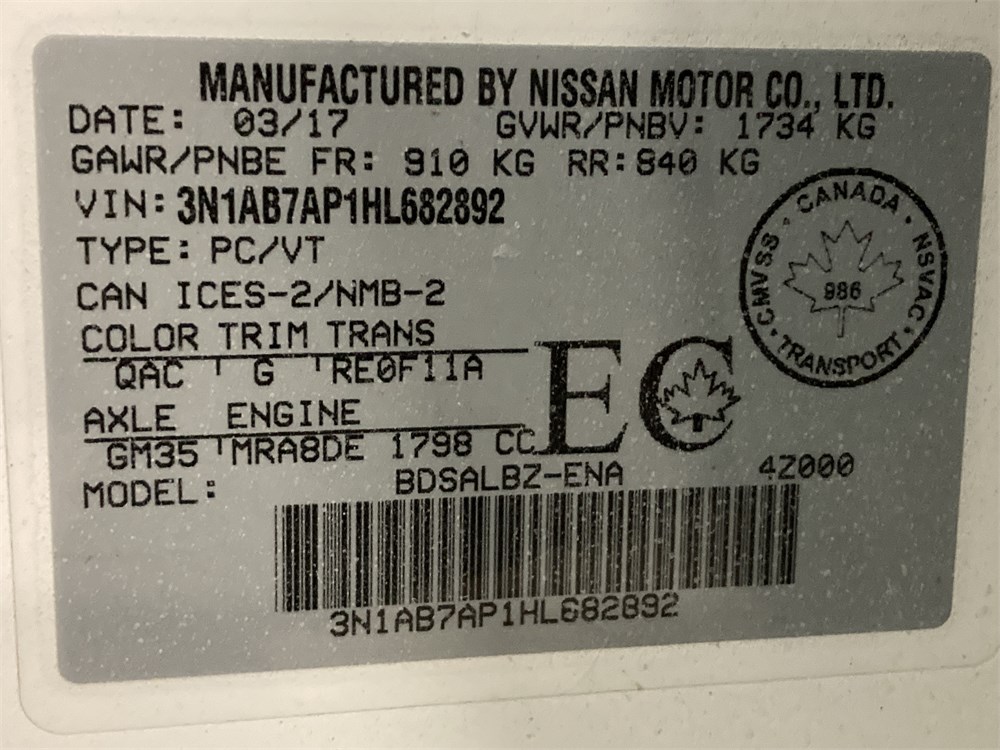 MANUFACTURED BY NISSAN MOTOR CO., LTD.
DATE: 03/17 GVWR/PNBV: 1734 KG
GAWR/PNBE FR: 910 KG RR: 840 KG
VIN: 3N1AB7AP1HL682892
TYPE: PC/VT
CAN ICES-2/NMB-2
COLOR TRIM TRANS
QAC G RE0F11A
AXLE ENGINE
GM35 MRA8DE 1798 CC
MODEL: BDSALBZ-ENA 4Z000
3N1AB7AP1HL682892
EC
CANADA
CMVSS
NSVAC
986
TRANSPORT